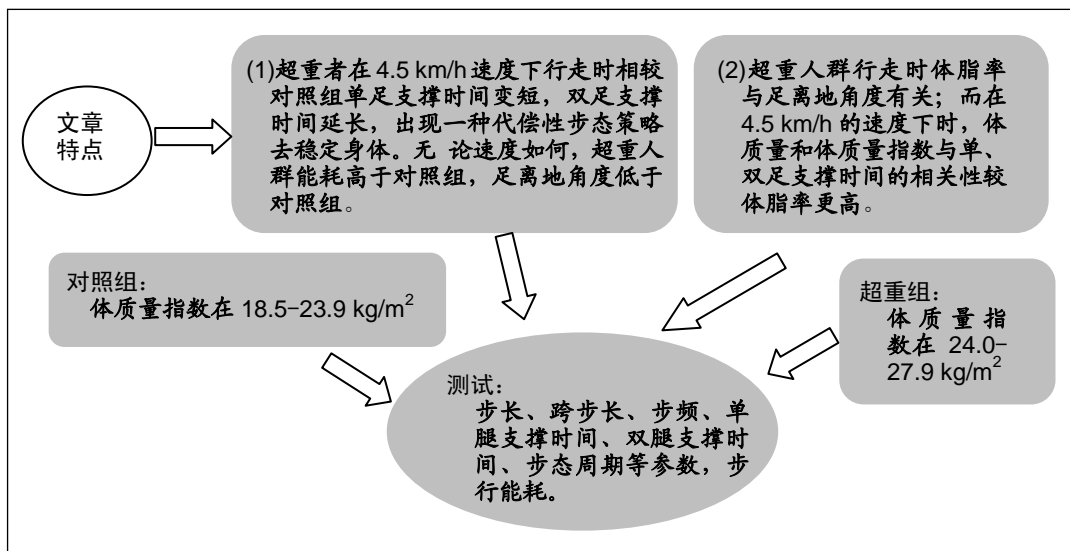 文章
特点
(1)超重者在 4.5 km/h 速度下行走时相较
对照组单足支撑时间变短，双足支撑
时间延长，出现一种代偿性步态策略
去稳定身体。无 论速度如何，超重人
群能耗高于对照组，足离地角度低于
对照组。
(2)超重人群行走时体脂率
与足离地角度有关；而在
4.5 km/h 的速度下时，体
质量和体质量指数与单、
双足支撑时间的相关性较
体脂率更高。
对照组：
体质量指数在 18.5-23.9 kg/m²
超重组：
体质量指
数在 24.0-
27.9 kg/m²
测试：
步长、跨步长、步频、单
腿支撑时间、双腿支撑时
间、步态周期等参数，步
行能耗。